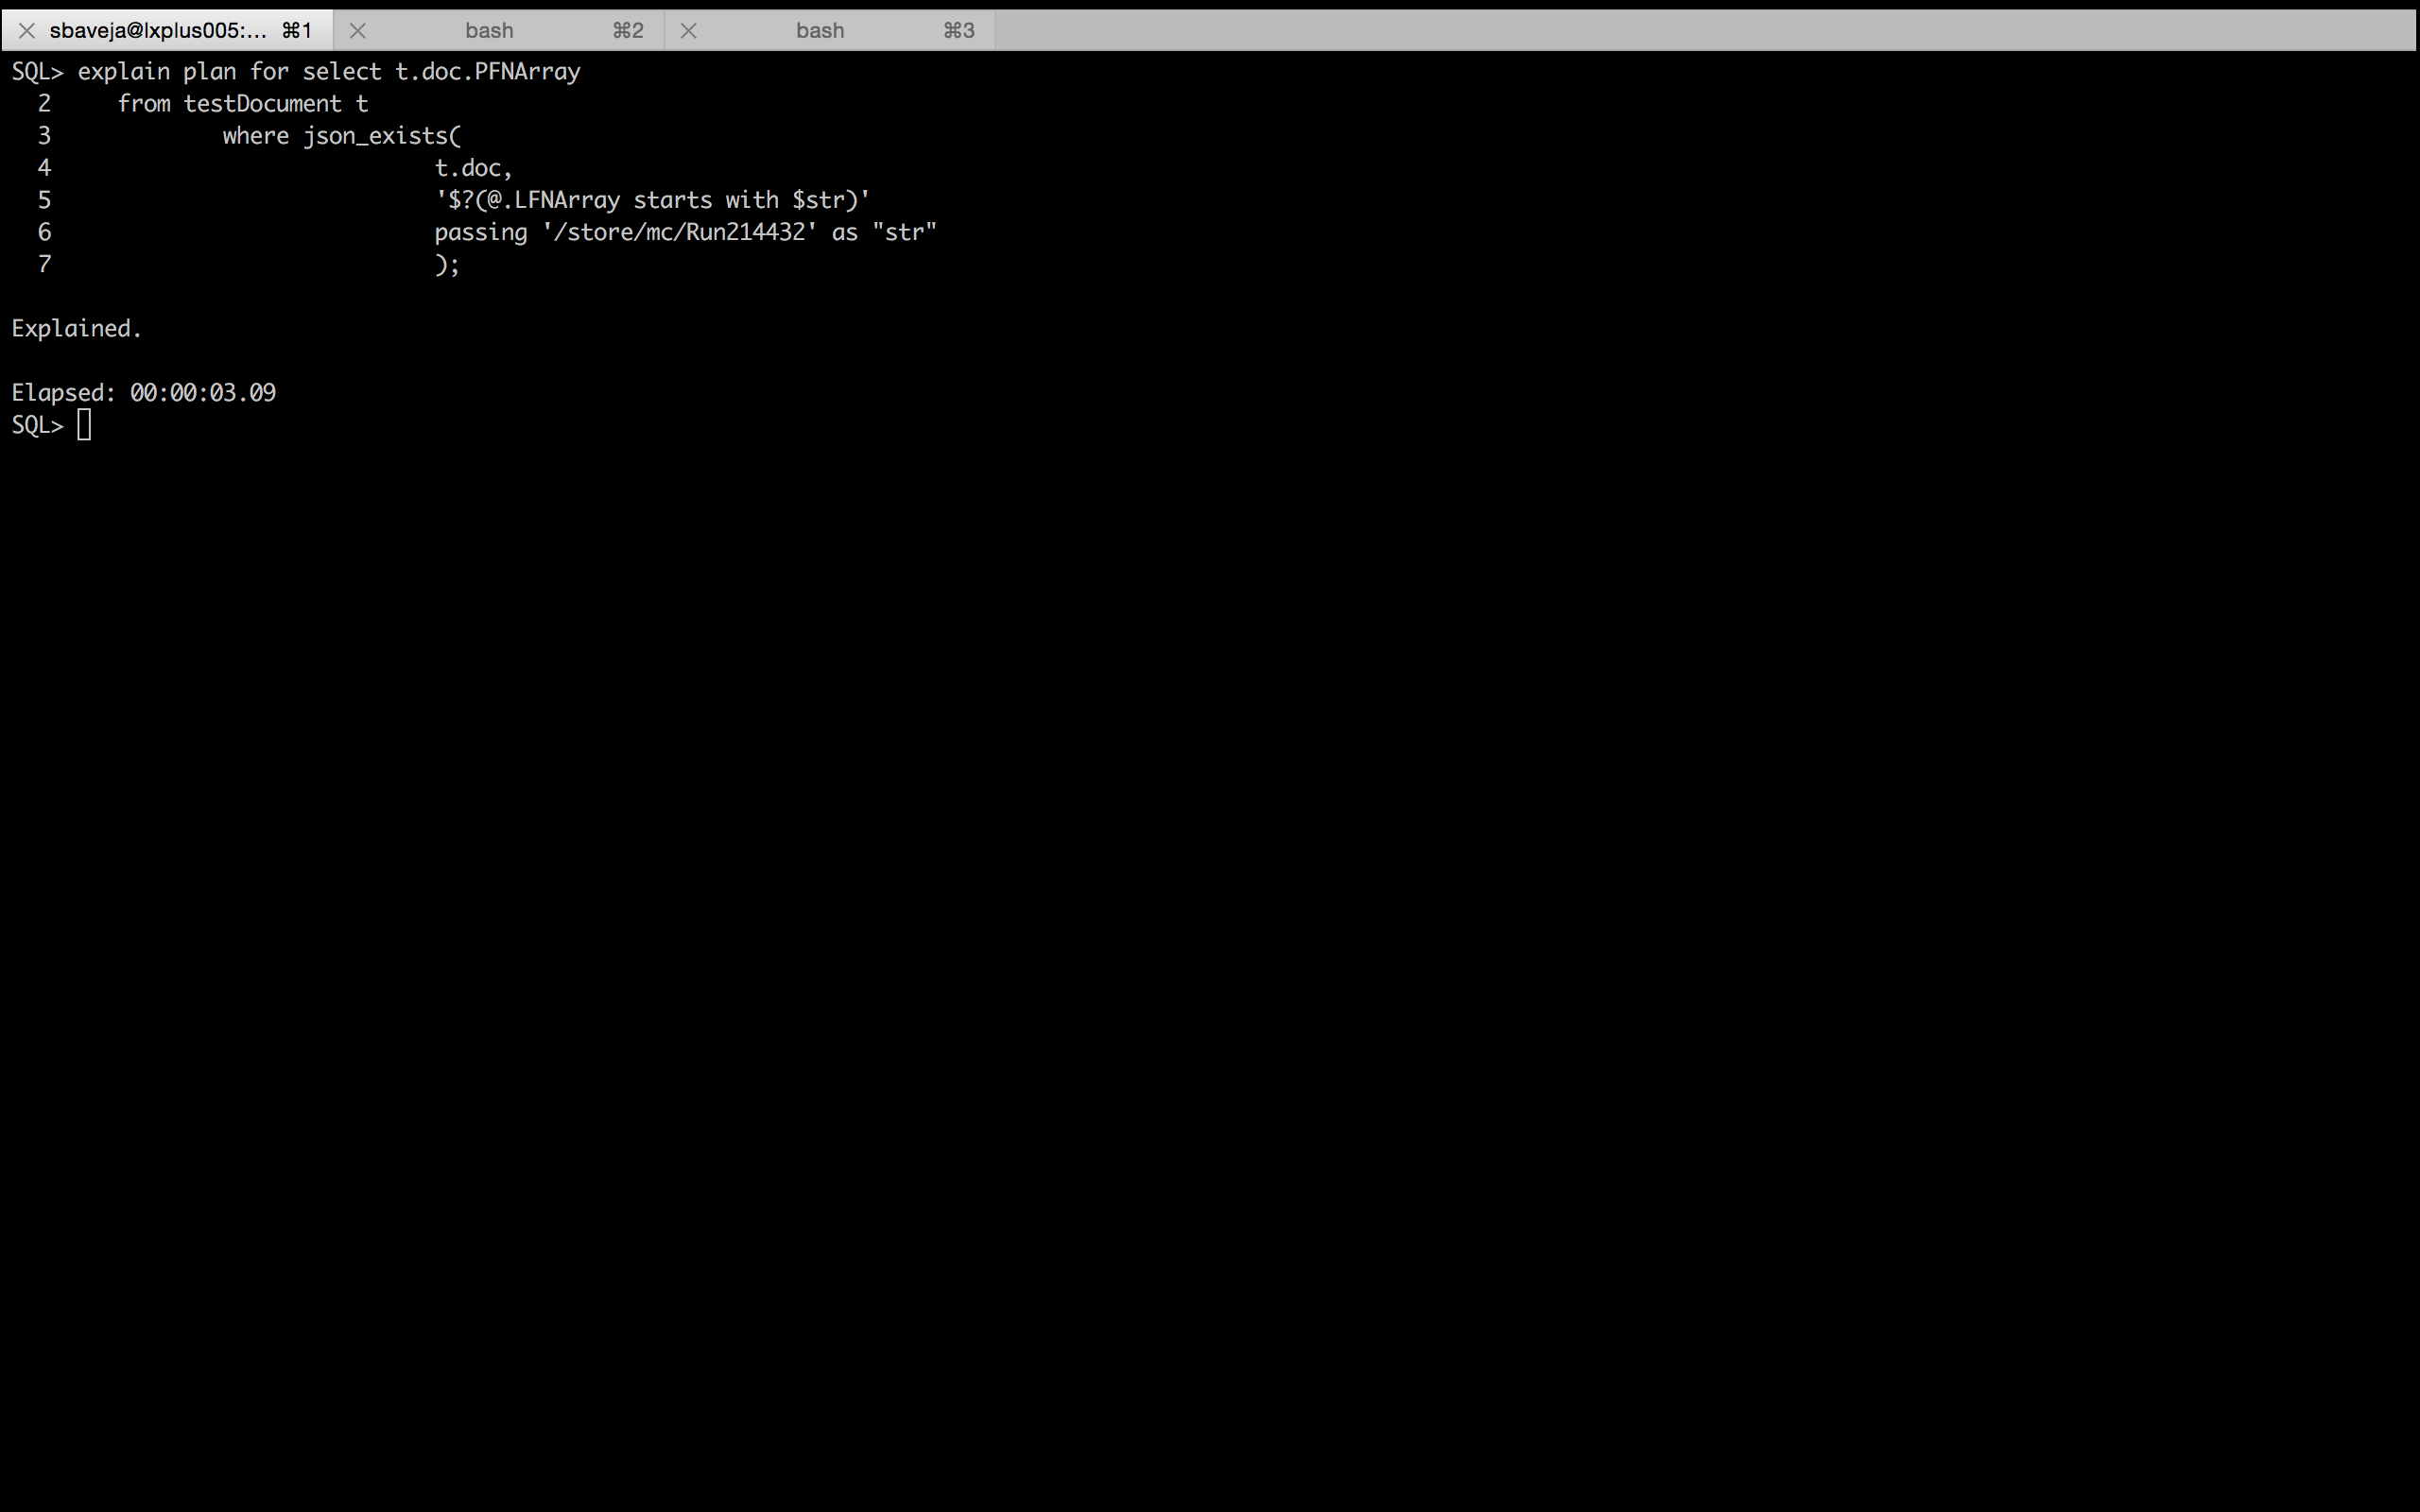 sbaveja@lxplus005:... ⌘1 bash ⌘2 bash ⌘3
SQL> explain plan for select t.doc.PFNArray
2 from testDocument t
3 where json_exists(
4 t.doc,
5 '$?(@.LFNArray starts with $str)'
6 passing '/store/mc/Run214432' as "str"
7 );
Explained.
Elapsed: 00:00:03.09
SQL>